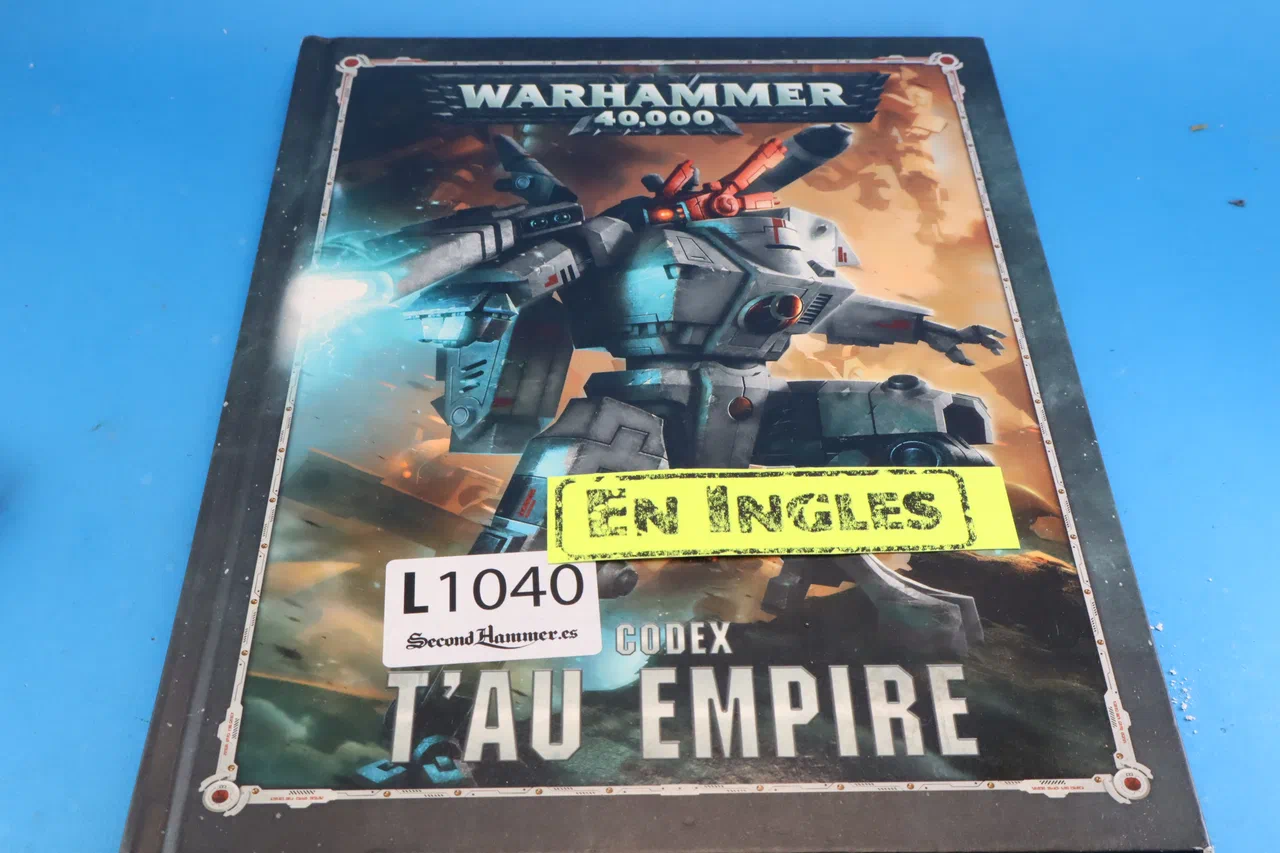 WARHAMMER
40,000
EN INGLES
L1040
SecondHammer.es
CODEX
T'AU EMPIRE